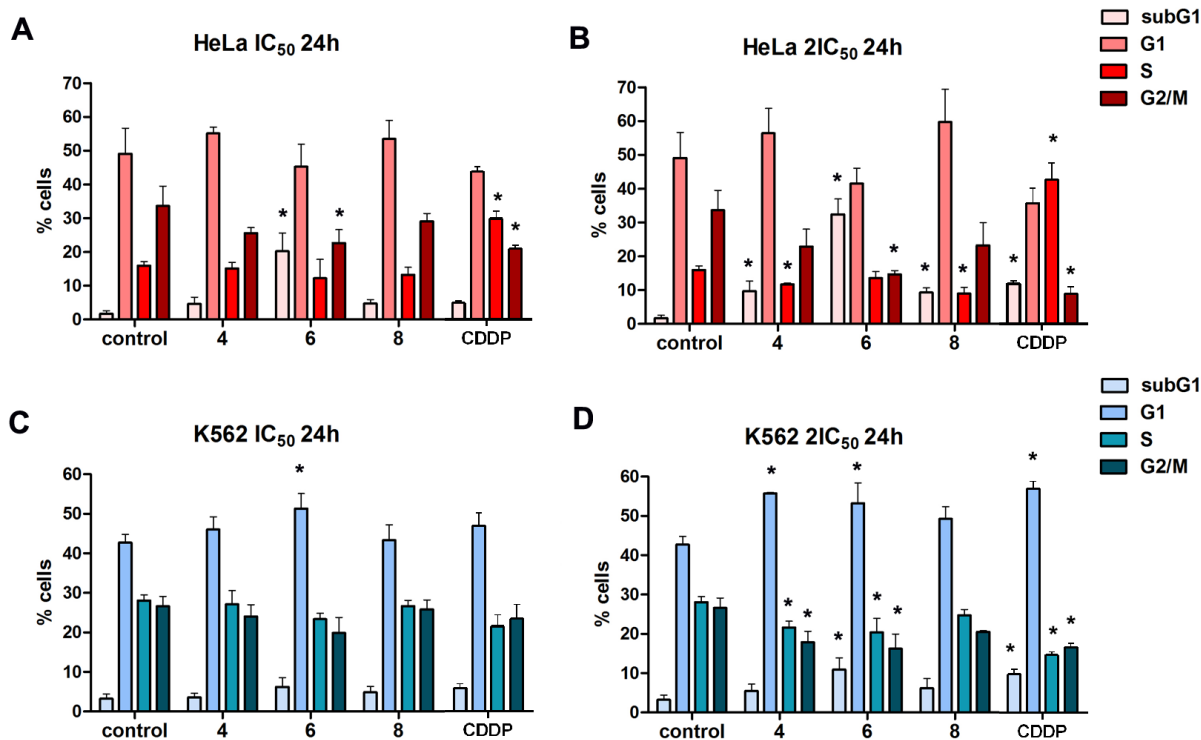 A
HeLa IC50 24h
% cells
70
60
50
40
30
20
10
0
* * * *
control 4 6 8 CDDP
B
HeLa 2IC50 24h
subG1
G1
S
G2/M
% cells
70
60
50
40
30
20
10
0
* * * * * * * * *
control 4 6 8 CDDP
C
K562 IC50 24h
% cells
60
50
40
30
20
10
0
*
control 4 6 8 CDDP
D
K562 2IC50 24h
subG1
G1
S
G2/M
% cells
60
50
40
30
20
10
0
* * * * * * * * * * *
control 4 6 8 CDDP